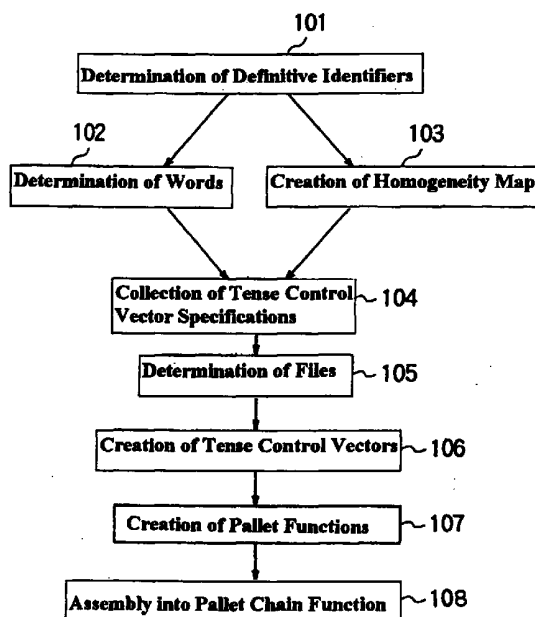 101
Determination of Definitive Identifiers
102
103
Determination of Words
Creation of Homogeneity Map
Collection of Tense Control
Vector Specifications
104
Determination of Files
105
Creation of Tense Control Vectors
106
Creation of Pallet Functions
107
Assembly into Pallet Chain Function
108